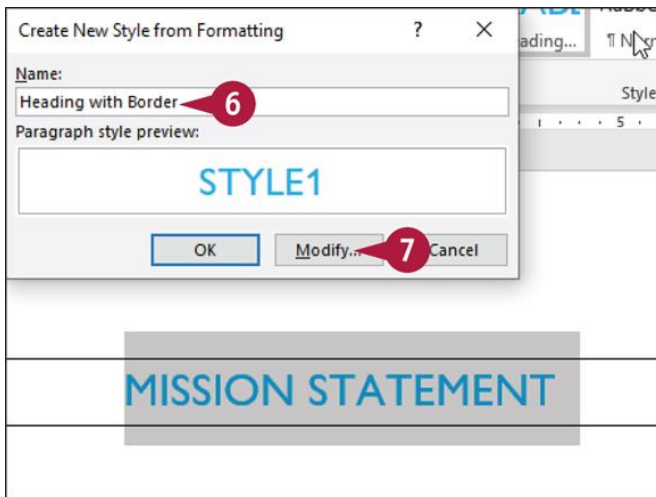 Create New Style from Formatting ? ×
ading...
¶
Name:
Heading with Border 6
Style
Paragraph style preview:
5
STYLE1
OK Modify... 7 Cancel
MISSION STATEMENT